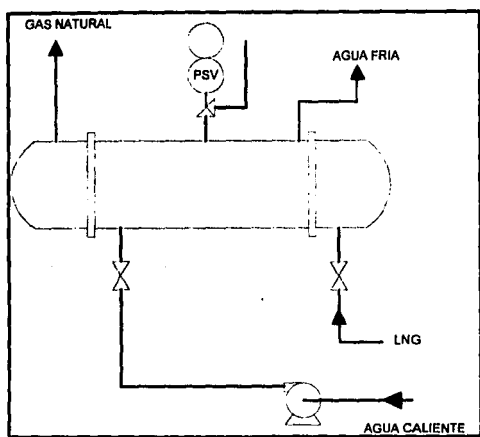 GAS NATURAL
PSV
AGUA FRIA
LNG
AGUA CALIENTE